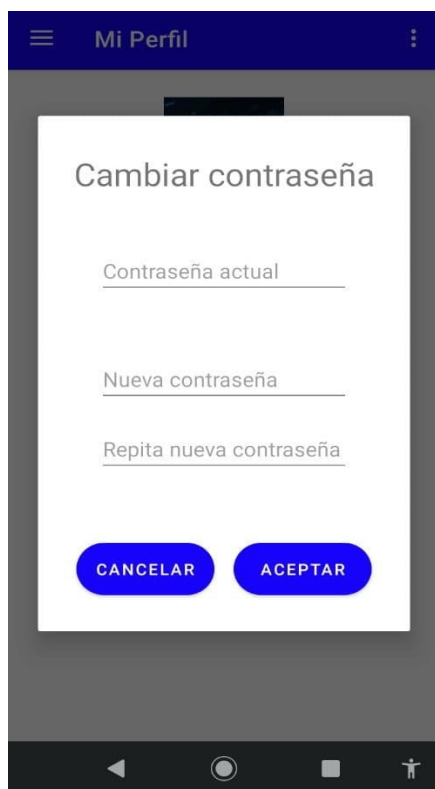 Mi Perfil
Cambiar contraseña
Contraseña actual
Nueva contraseña
Repita nueva contraseña
CANCELAR ACEPTAR